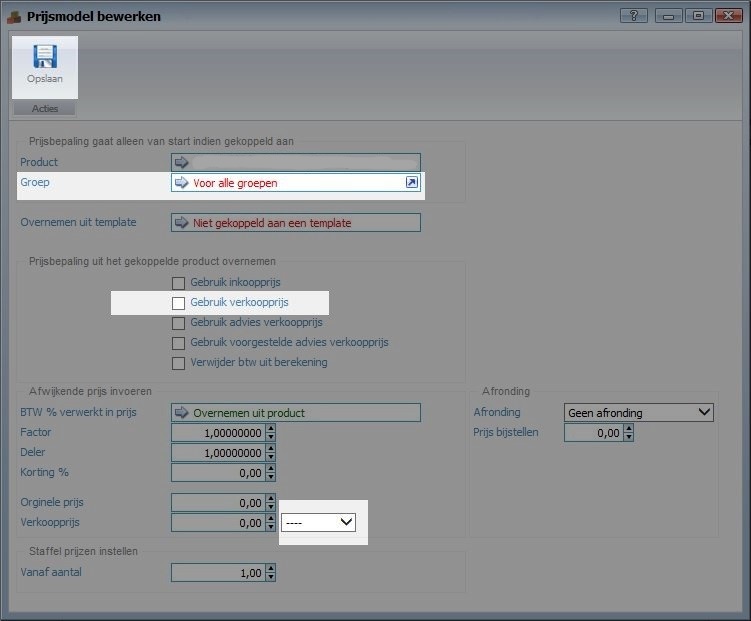 Prijsmodel bewerken
Opslaan
Acties
Prijsbepaling gaat alleen van start indien gekoppeld aan
Product
Groep Voor alle groepen
Overnemen uit template Niet gekoppeld aan een template
Prijsbepaling uit het gekoppelde product overnemen
Gebruik inkoopprijs
Gebruik verkoopprijs
Gebruik advies verkoopprijs
Gebruik voorgestelde advies verkoopprijs
Verwijder btw uit berekening
Afwijkende prijs invoeren
BTW % verwerkt in prijs Overnemen uit product
Factor 1,00000000
Deler 1,00000000
Korting % 0,00
Orginele prijs 0,00
Verkoopprijs 0,00 ----
Afronding
Afronding Geen afronding
Prijs bijstellen 0,00
Staffel prijzen instellen
Vanaf aantal 1,00